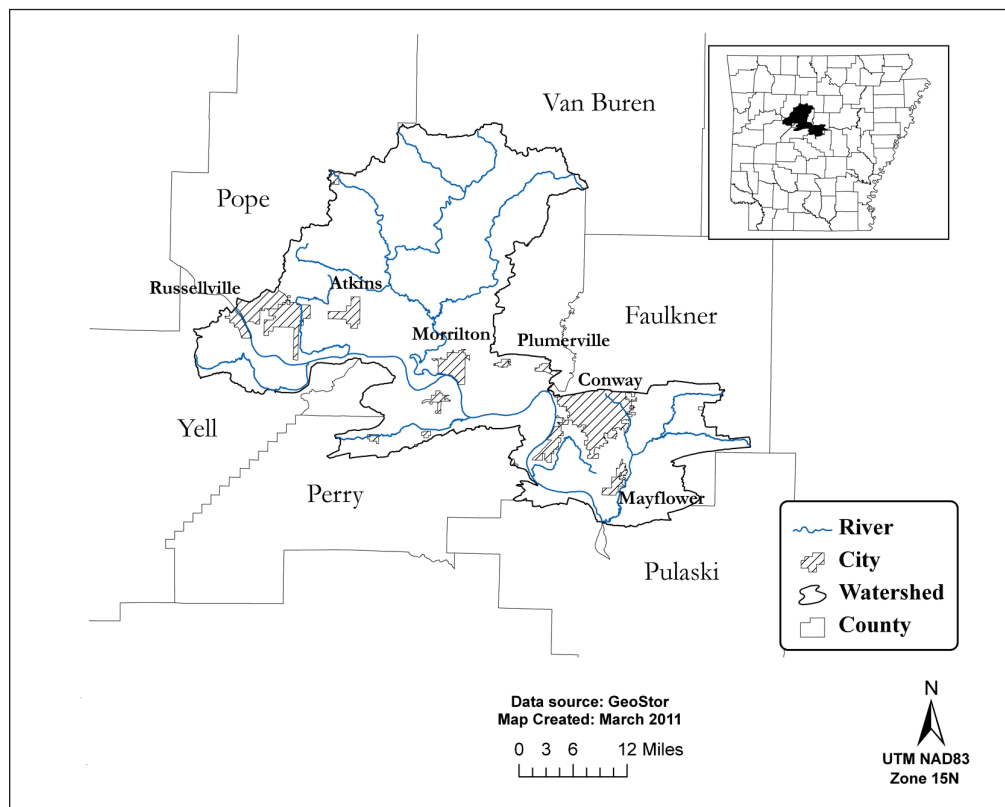 Van Buren
Pope
Russellville
Atkins
Faulkner
Morrilton
Plumerville
Conway
Yell
Perry
Mayflower
Pulaski
River
City
Watershed
County
Data source: GeoStor
Map Created: March 2011
0 3 6 12 Miles
N
UTM NAD83
Zone 15N